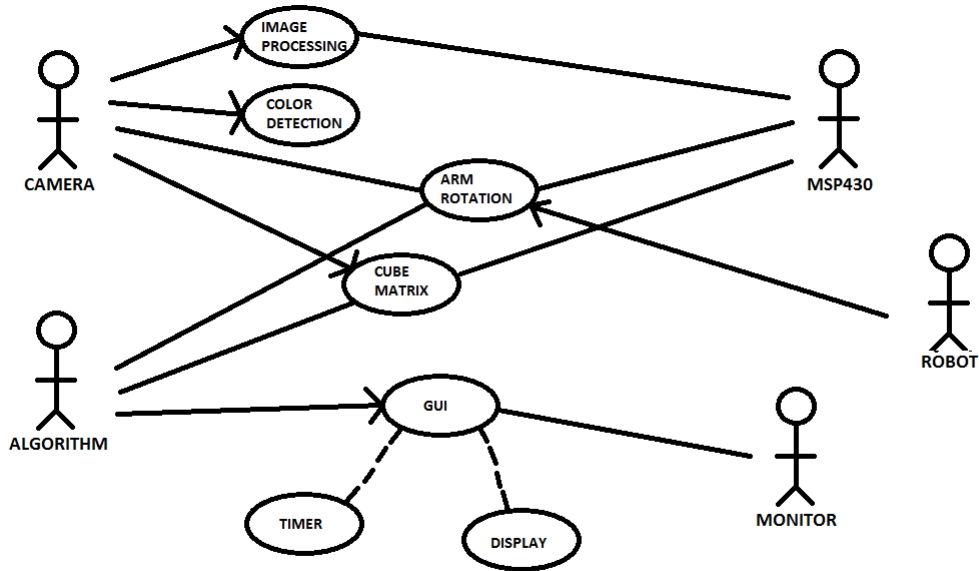 IMAGE
PROCESSING
COLOR
DETECTION
CAMERA
MSP430
ARM
ROTATION
CUBE
MATRIX
ROBOT
GUI
ALGORITHM
TIMER
DISPLAY
MONITOR